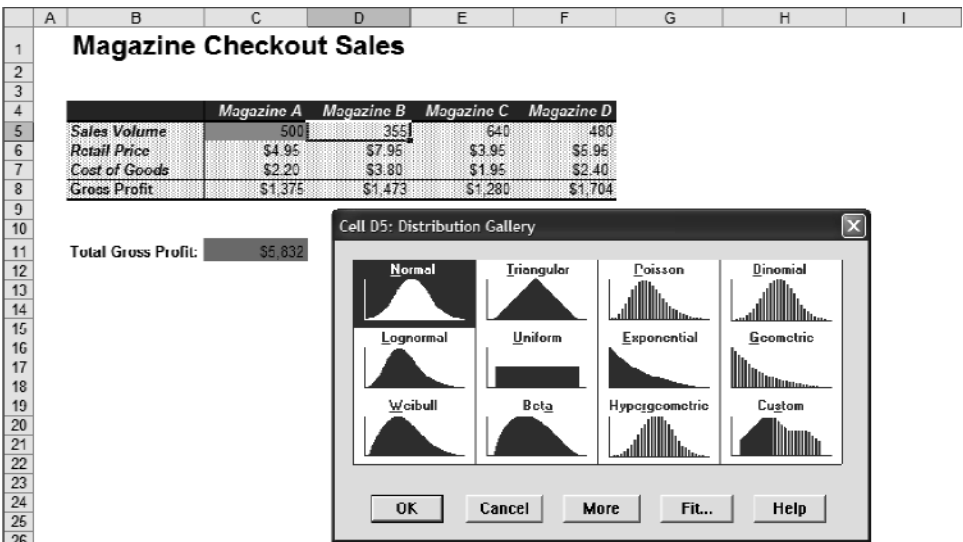 A B C D E F G H I
1 Magazine Checkout Sales
2
3
4 Magazine A Magazine B Magazine C Magazine D
5 Sales Volume 500 355 640 480
6 Retail Price $4.95 $7.95 $3.95 $5.95
7 Cost of Goods $2.20 $3.80 $1.95 $2.40
8 Gross Profit $1,375 $1,473 $1,280 $1,704
9
10
11 Total Gross Profit: $5,832
12
13
14
15
16
17
18
19
20
21
22
23
24
25
26
Cell D5: Distribution Gallery
Normal Triangular Poisson Binomial
Lognormal Uniform Exponential Geometric
Weibull Beta Hypergeometric Custom
OK Cancel More Fit... Help